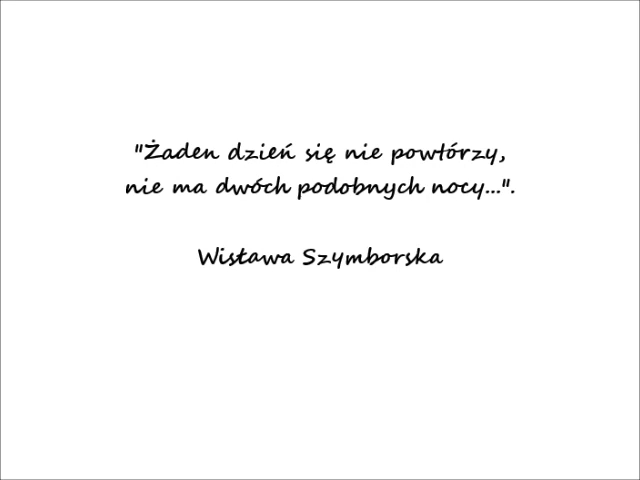 "Żaden dzień się nie powtórzy,
nie ma dwóch podobnych nocy...".
Wisława Szymborska